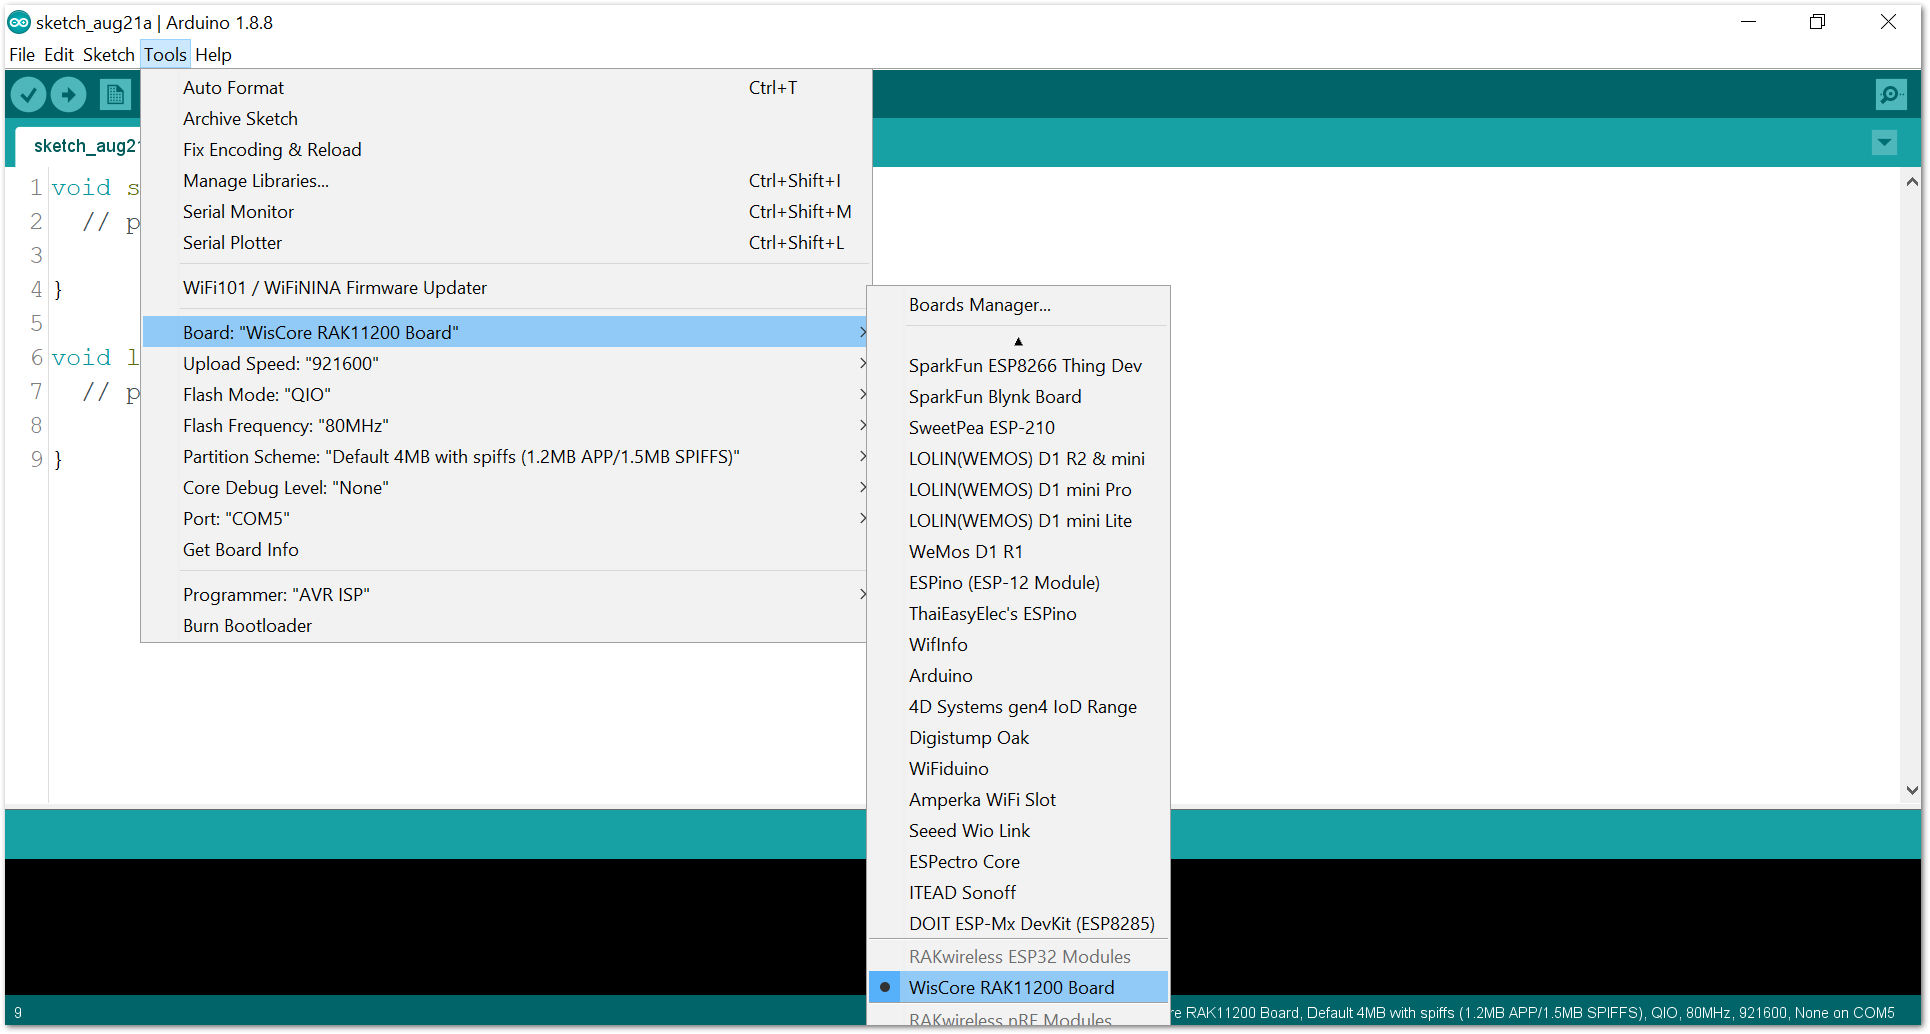 sketch_aug21a | Arduino 1.8.8
File Edit Sketch Tools Help
Auto Format Ctrl+T
Archive Sketch
Fix Encoding & Reload
Manage Libraries... Ctrl+Shift+I
Serial Monitor Ctrl+Shift+M
Serial Plotter Ctrl+Shift+L
WiFi101 / WiFiNINA Firmware Updater
Board: "WisCore RAK11200 Board"
Upload Speed: "921600"
Flash Mode: "QIO"
Flash Frequency: "80MHz"
Partition Scheme: "Default 4MB with spiffs (1.2MB APP/1.5MB SPIFFS)"
Core Debug Level: "None"
Port: "COM5"
Get Board Info
Programmer: "AVR ISP"
Burn Bootloader
sketch_aug21
1 void s
2 // p
3
4 }
5
6 void l
7 // p
8
9 }
Boards Manager...
SparkFun ESP8266 Thing Dev
SparkFun Blynk Board
SweetPea ESP-210
LOLIN(WEMOS) D1 R2 & mini
LOLIN(WEMOS) D1 mini Pro
LOLIN(WEMOS) D1 mini Lite
WeMos D1 R1
ESPino (ESP-12 Module)
ThaiEasyElec's ESPino
WifInfo
Arduino
4D Systems gen4 IoD Range
Digistump Oak
WiFiduino
Amperka WiFi Slot
Seeed Wio Link
ESPectro Core
ITEAD Sonoff
DOIT ESP-Mx DevKit (ESP8285)
RAKwireless ESP32 Modules
WisCore RAK11200 Board
RAKwireless nRF Modules
9
re RAK11200 Board, Default 4MB with spiffs (1.2MB APP/1.5MB SPIFFS), QIO, 80MHz, 921600, None on COM5